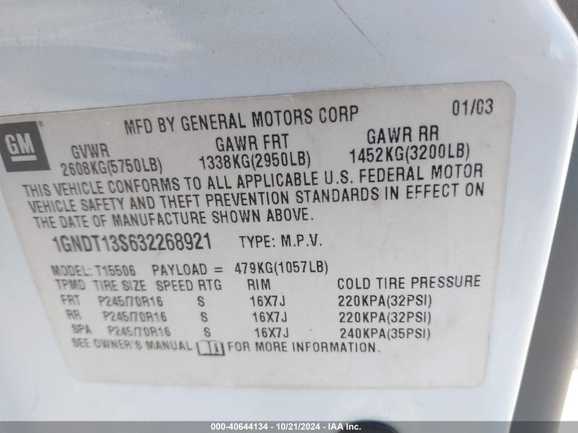 MFD BY GENERAL MOTORS CORP 01/03
GM
GVWR GAWR FRT GAWR RR
2608KG(5750LB) 1338KG(2950LB) 1452KG(3200LB)
THIS VEHICLE CONFORMS TO ALL APPLICABLE U.S. FEDERAL MOTOR
VEHICLE SAFETY AND THEFT PREVENTION STANDARDS IN EFFECT ON
THE DATE OF MANUFACTURE SHOWN ABOVE.
1GNDT13S632268921 TYPE: M.P.V.
MODEL: T15506 PAYLOAD = 479KG(1057LB)
TPMD TIRE SIZE SPEED RTG RIM COLD TIRE PRESSURE
FRT P245/70R16 S 16X7J 220KPA(32PSI)
RR P245/70R16 S 16X7J 220KPA(32PSI)
SPA P245/70R16 S 16X7J 240KPA(35PSI)
SEE OWNER'S MANUAL FOR MORE INFORMATION.
000-40644134 - 10/21/2024 - IAA Inc.